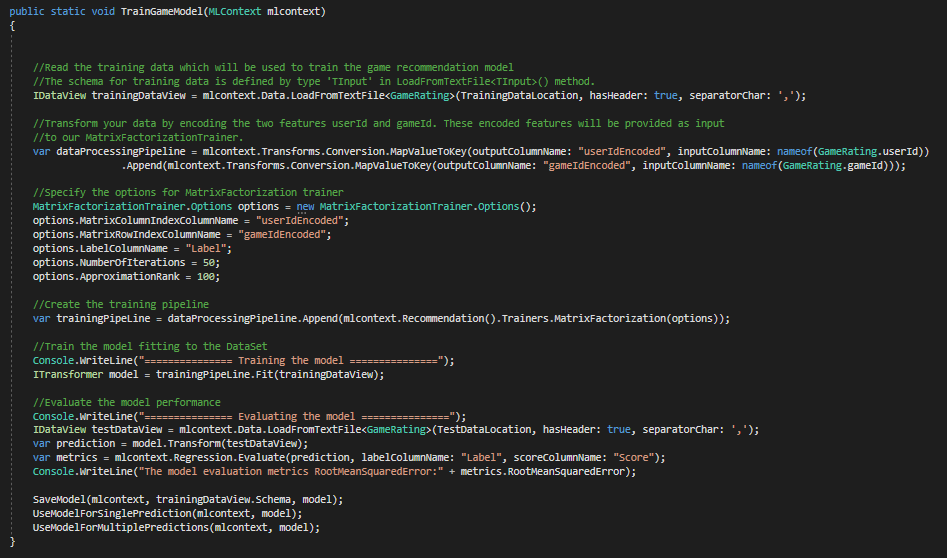 public static void TrainGameModel(MLContext mlcontext)
{
//Read the training data which will be used to train the game recommendation model
//The schema for training data is defined by type 'TInput' in LoadFromTextFile<TInput>() method.
IDataView trainingDataView = mlcontext.Data.LoadFromTextFile<GameRating>(TrainingDataLocation, hasHeader: true, separatorChar: ',');
//Transform your data by encoding the two features userId and gameId. These encoded features will be provided as input
//to our MatrixFactorizationTrainer.
var dataProcessingPipeline = mlcontext.Transforms.Conversion.MapValueToKey(outputColumnName: "userIdEncoded", inputColumnName: nameof(GameRating.userId))
.Append(mlcontext.Transforms.Conversion.MapValueToKey(outputColumnName: "gameIdEncoded", inputColumnName: nameof(GameRating.gameId)));
//Specify the options for MatrixFactorization trainer
MatrixFactorizationTrainer.Options options = new MatrixFactorizationTrainer.Options();
options.MatrixColumnIndexColumnName = "userIdEncoded";
options.MatrixRowIndexColumnName = "gameIdEncoded";
options.LabelColumnName = "Label";
options.NumberOfIterations = 50;
options.ApproximationRank = 100;
//Create the training pipeline
var trainingPipeLine = dataProcessingPipeline.Append(mlcontext.Recommendation().Trainers.MatrixFactorization(options));
//Train the model fitting to the DataSet
Console.WriteLine("=============== Training the model ===============");
ITransformer model = trainingPipeLine.Fit(trainingDataView);
//Evaluate the model performance
Console.WriteLine("=============== Evaluating the model ===============");
IDataView testDataView = mlcontext.Data.LoadFromTextFile<GameRating>(TestDataLocation, hasHeader: true, separatorChar: ',');
var prediction = model.Transform(testDataView);
var metrics = mlcontext.Regression.Evaluate(prediction, labelColumnName: "Label", scoreColumnName: "Score");
Console.WriteLine("The model evaluation metrics RootMeanSquaredError:" + metrics.RootMeanSquaredError);
SaveModel(mlcontext, trainingDataView.Schema, model);
UseModelForSinglePrediction(mlcontext, model);
UseModelForMultiplePredictions(mlcontext, model);
}